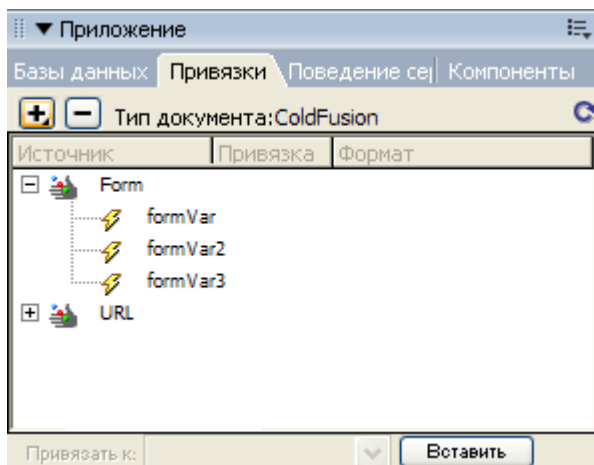 Приложение
Базы данных Привязки Поведение сер Компоненты
Тип документа:ColdFusion
Источник Привязка Формат
Form
formVar
formVar2
formVar3
URL
Привязать к: Вставить